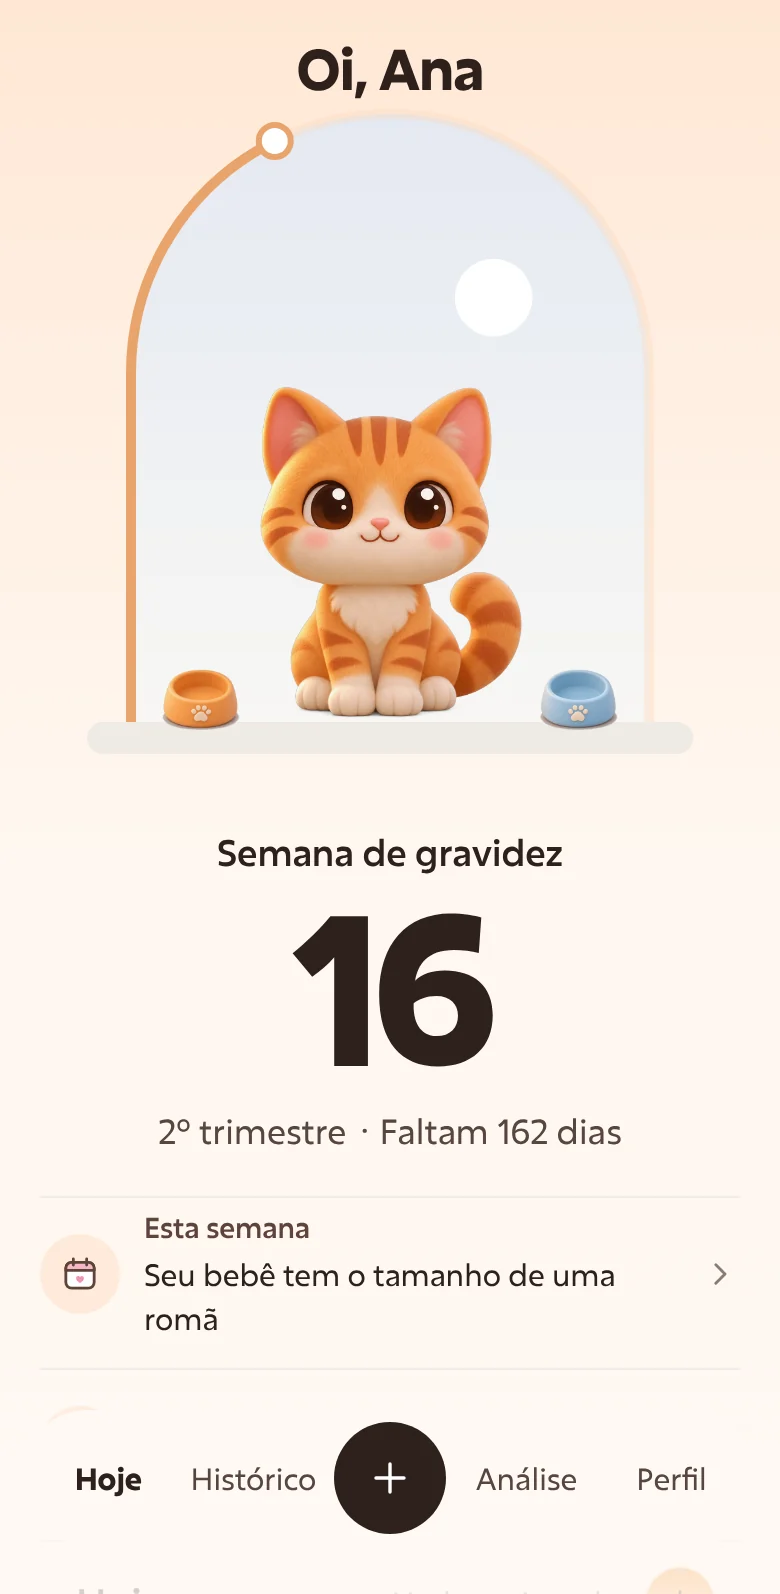 Oi, Ana
Semana de gravidez
16
2º trimestre · Faltam 162 dias
Esta semana
Seu bebê tem o tamanho de uma
romã
Hoje Histórico + Análise Perfil